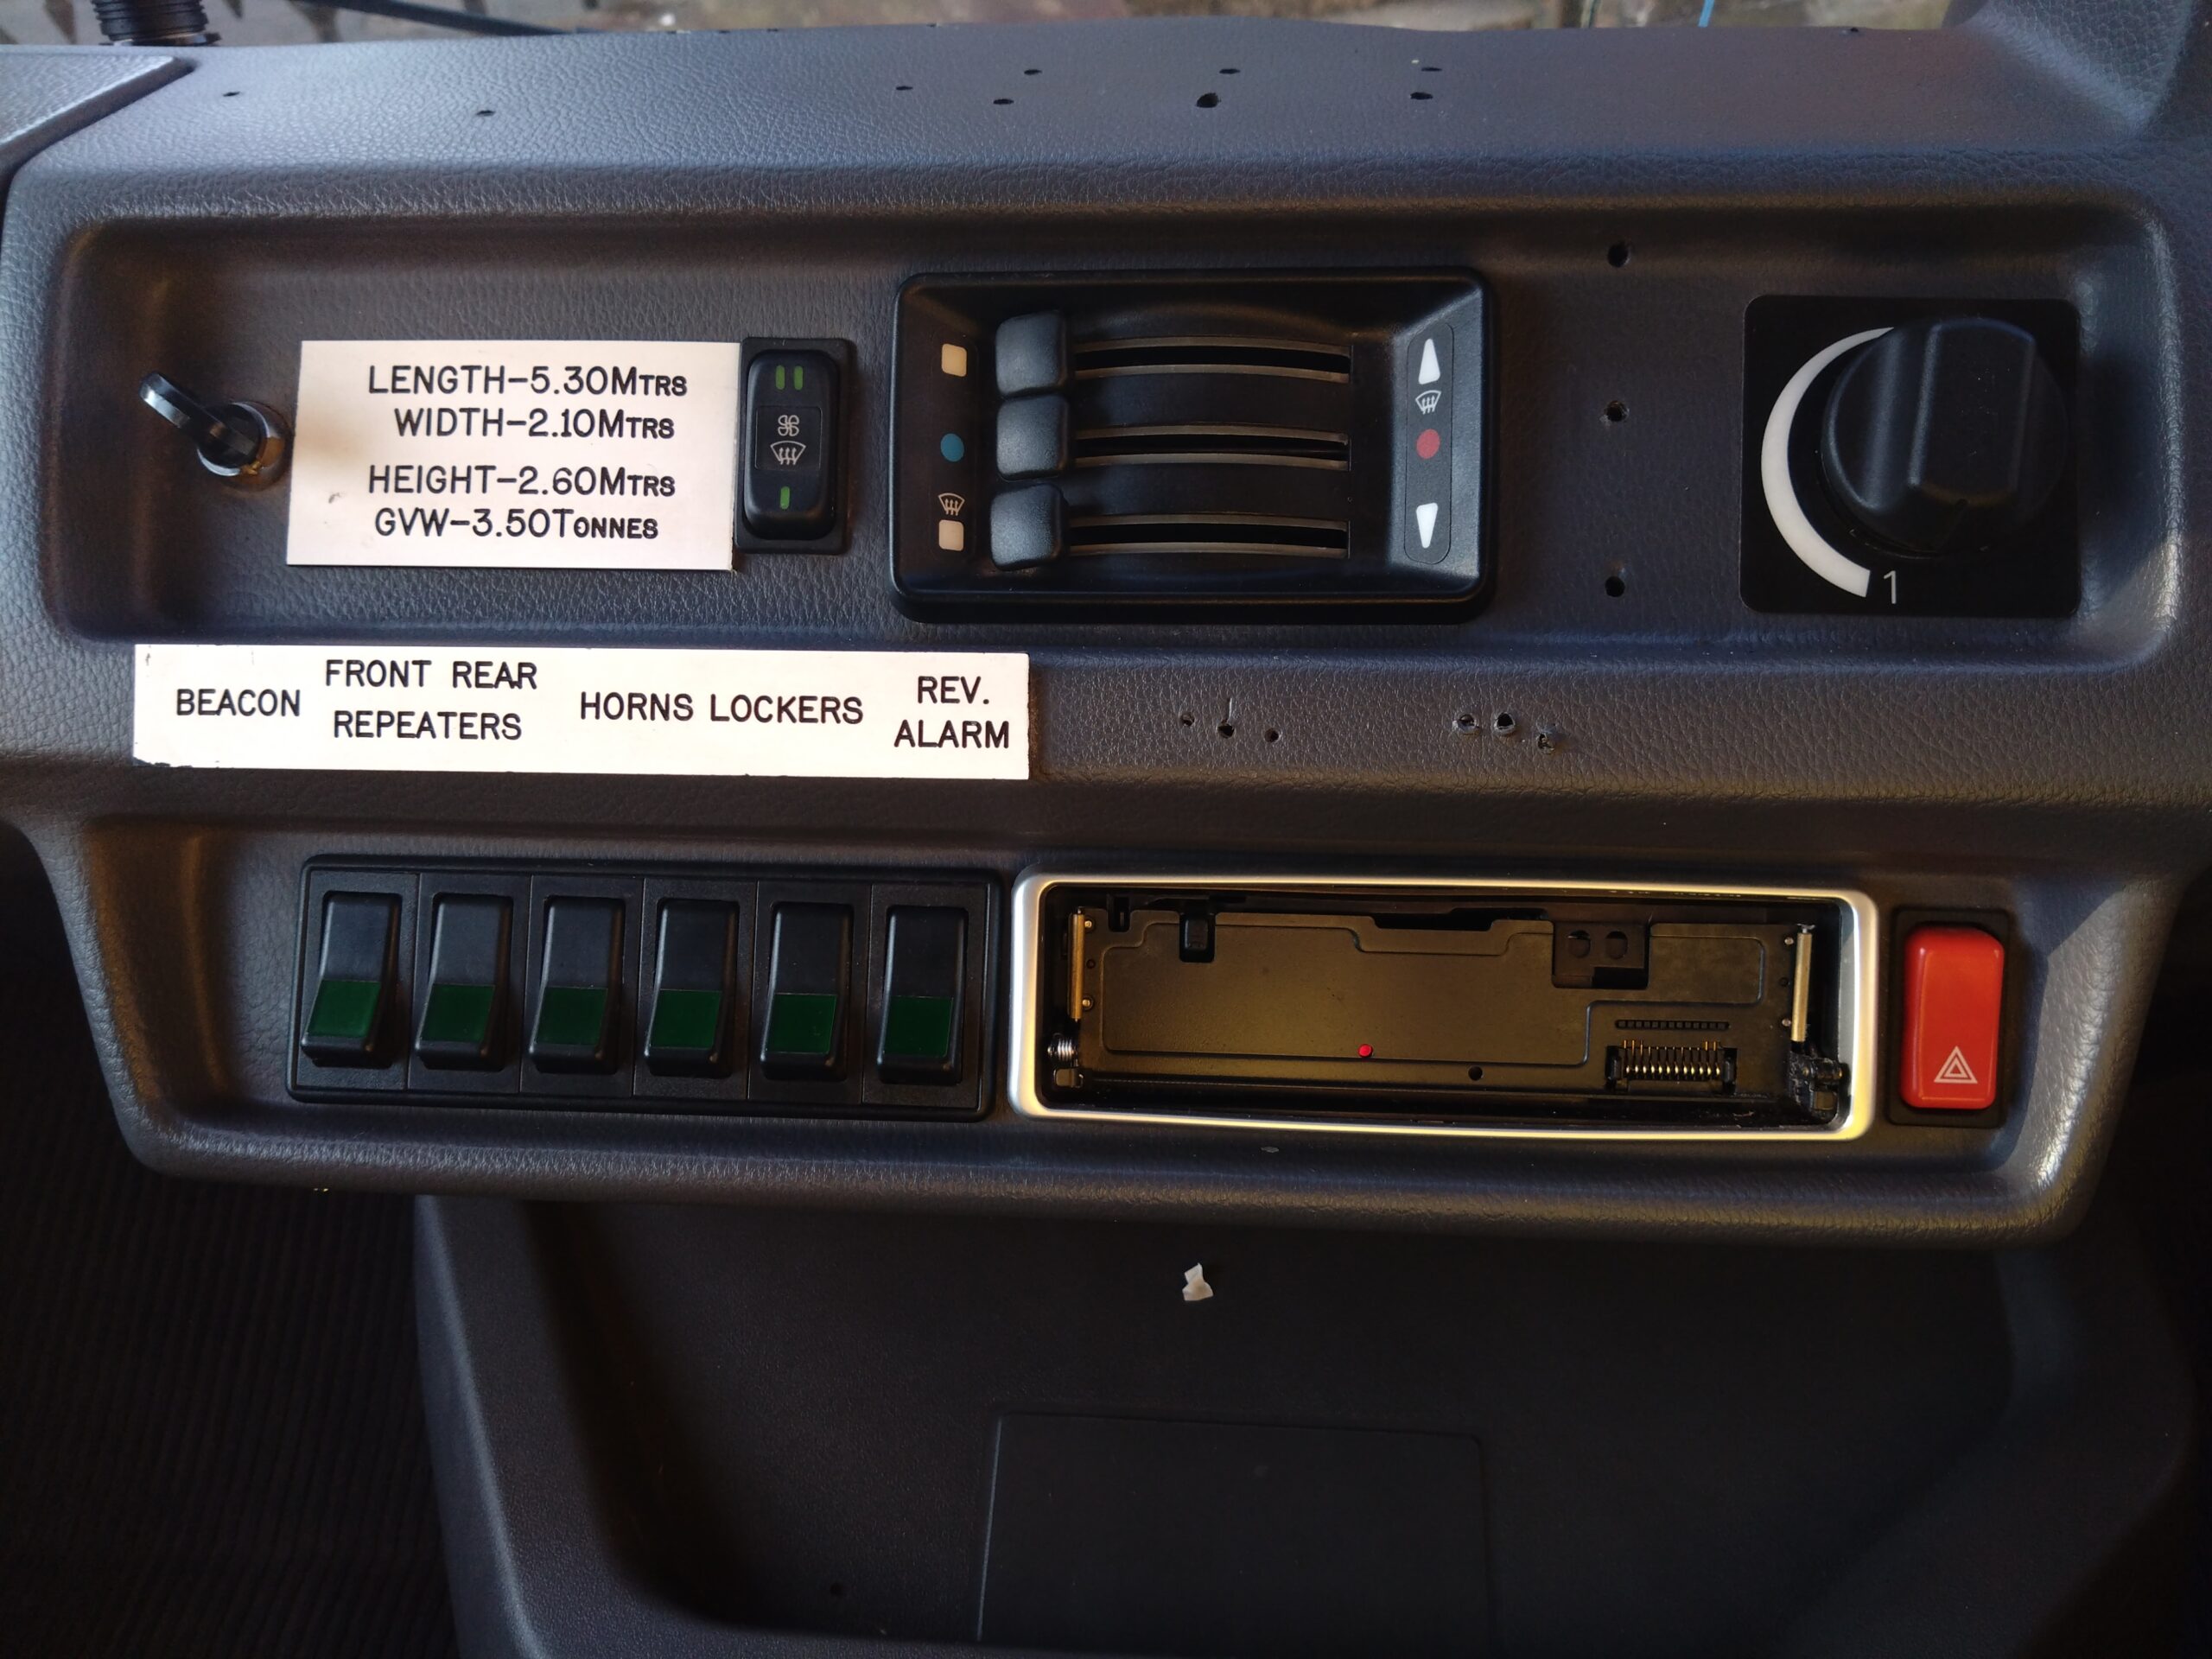 LENGTH-5.30MTRS
WIDTH-2.10MTRS
HEIGHT-2.60MTRS
GVW-3.50TONNES
1
BEACON FRONT REAR REPEATERS HORNS LOCKERS REV. ALARM